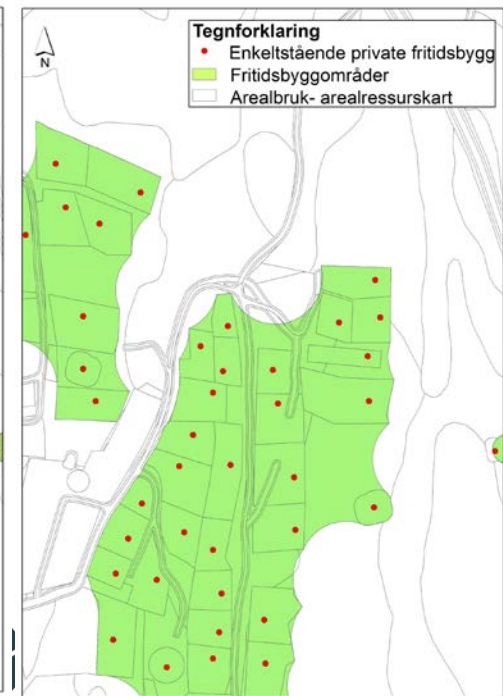 Tegnforklaring
Enkeltstående private fritidsbygg
Fritidsbyggområder
Arealbruk- arealressurskart
N